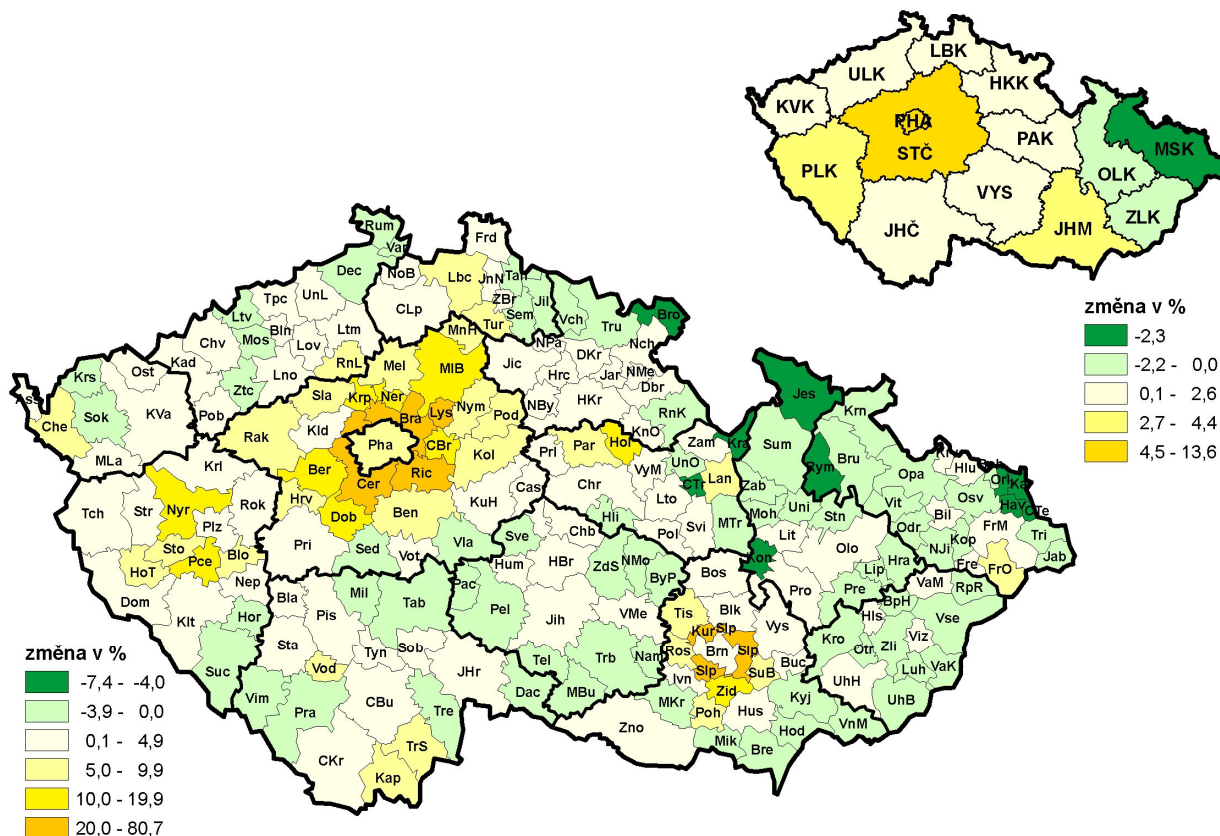 LBK
ULK
HKK
KVK
PHA
PAK
MSK
STČ
PLK
OLK
VYS
ZLK
JHČ
JHM
změna v %
-2,3
-2,2 - 0,0
0,1 - 2,6
2,7 - 4,4
4,5 - 13,6
Rum
Var
Frd
Dec
NoB
Lbc
JnN
Tan
Tpc
UnL
CLp
ZBr
Jil
Sem
Vch
Tru
Bro
Ltv
Bln
Ltm
MnH
Tur
Chv
Mos
Lov
NPa
Nch
Kad
RnL
Mel
MlB
Jic
DKr
Ost
Ztc
Lno
Hrc
Jar
NMe
Krs
Sla
Krp
Ner
Dbr
Jes
Krn
Sok
KVa
Pob
Bra
Lys
Nym
Pod
NBy
HKr
RnK
Che
Rak
Kld
Pha
CBr
Kol
KnO
Kra
Sum
MLa
Krl
Prl
Par
Hol
Zam
Rym
Bru
Ber
Cer
Ric
UnO
Opa
Hlu
Tch
Str
Nyr
Rok
Hrv
KuH
Cas
Chr
VyM
CTr
Lan
Zab
Uni
Vit
Osv
Orl
Kar
Hav
CTe
Plz
Dob
Ben
Lto
Moh
Stn
Bil
Pri
Hli
MTr
Odr
FrM
Tri
Sto
Pce
Blo
Sed
Vot
Vla
Sve
Chb
Pol
Svi
Lit
Olo
NJi
Kop
Jab
HoT
Nep
Hum
HBr
ZdS
NMo
Kon
Lip
Hra
Fre
FrO
Dom
Bla
Pis
Mil
Tab
Pac
Pel
ByP
Bos
Pro
Pre
VaM
RpR
Klt
Hor
Jih
VMe
Tis
Blk
Vys
BpH
Hls
Vse
Sta
Tyn
Sob
Kur
Slp
Kro
Viz
Suc
Vod
JHr
Tel
Trb
Nam
Ros
Brn
Slp
Otr
Zli
změna v %
Vim
Pra
CBu
Tre
Dac
MBu
Ivn
Slp
SuB
Buc
Luh
VaK
-7,4 - -4,0
Zid
UhH
UhB
-3,9 - 0,0
MKr
Poh
Hus
Kyj
0,1 - 4,9
CKr
TrS
Zno
Hod
VnM
5,0 - 9,9
Kap
Mik
Bre
10,0 - 19,9
20,0 - 80,7